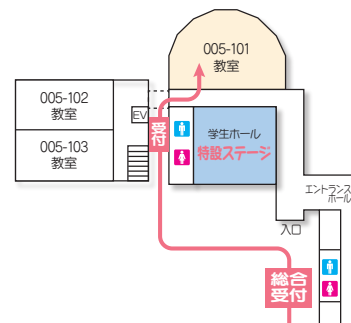 005-101
教室
005-102
教室
EV
受付
学生ホール
特設ステージ
005-103
教室
エントランス
ホール
入口
総合
受付